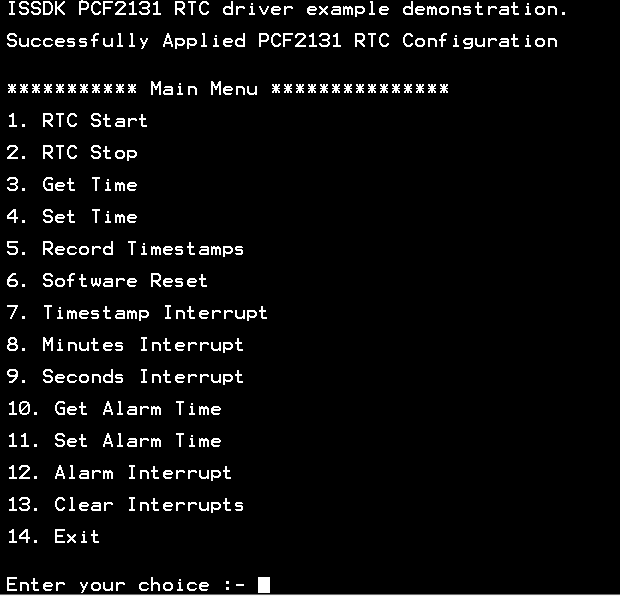 ISSDK PCF2131 RTC driver example demonstration.
Successfully Applied PCF2131 RTC Configuration
*********** Main Menu ***************
1. RTC Start
2. RTC Stop
3. Get Time
4. Set Time
5. Record Timestamps
6. Software Reset
7. Timestamp Interrupt
8. Minutes Interrupt
9. Seconds Interrupt
10. Get Alarm Time
11. Set Alarm Time
12. Alarm Interrupt
13. Clear Interrupts
14. Exit
Enter your choice :-